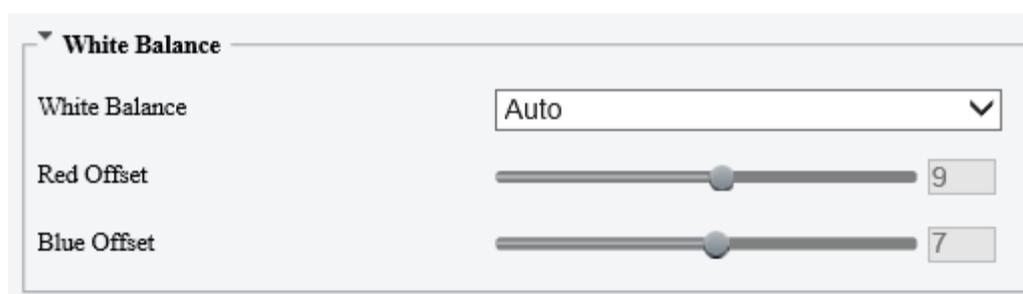 White Balance
White Balance Auto
Red Offset 9
Blue Offset 7